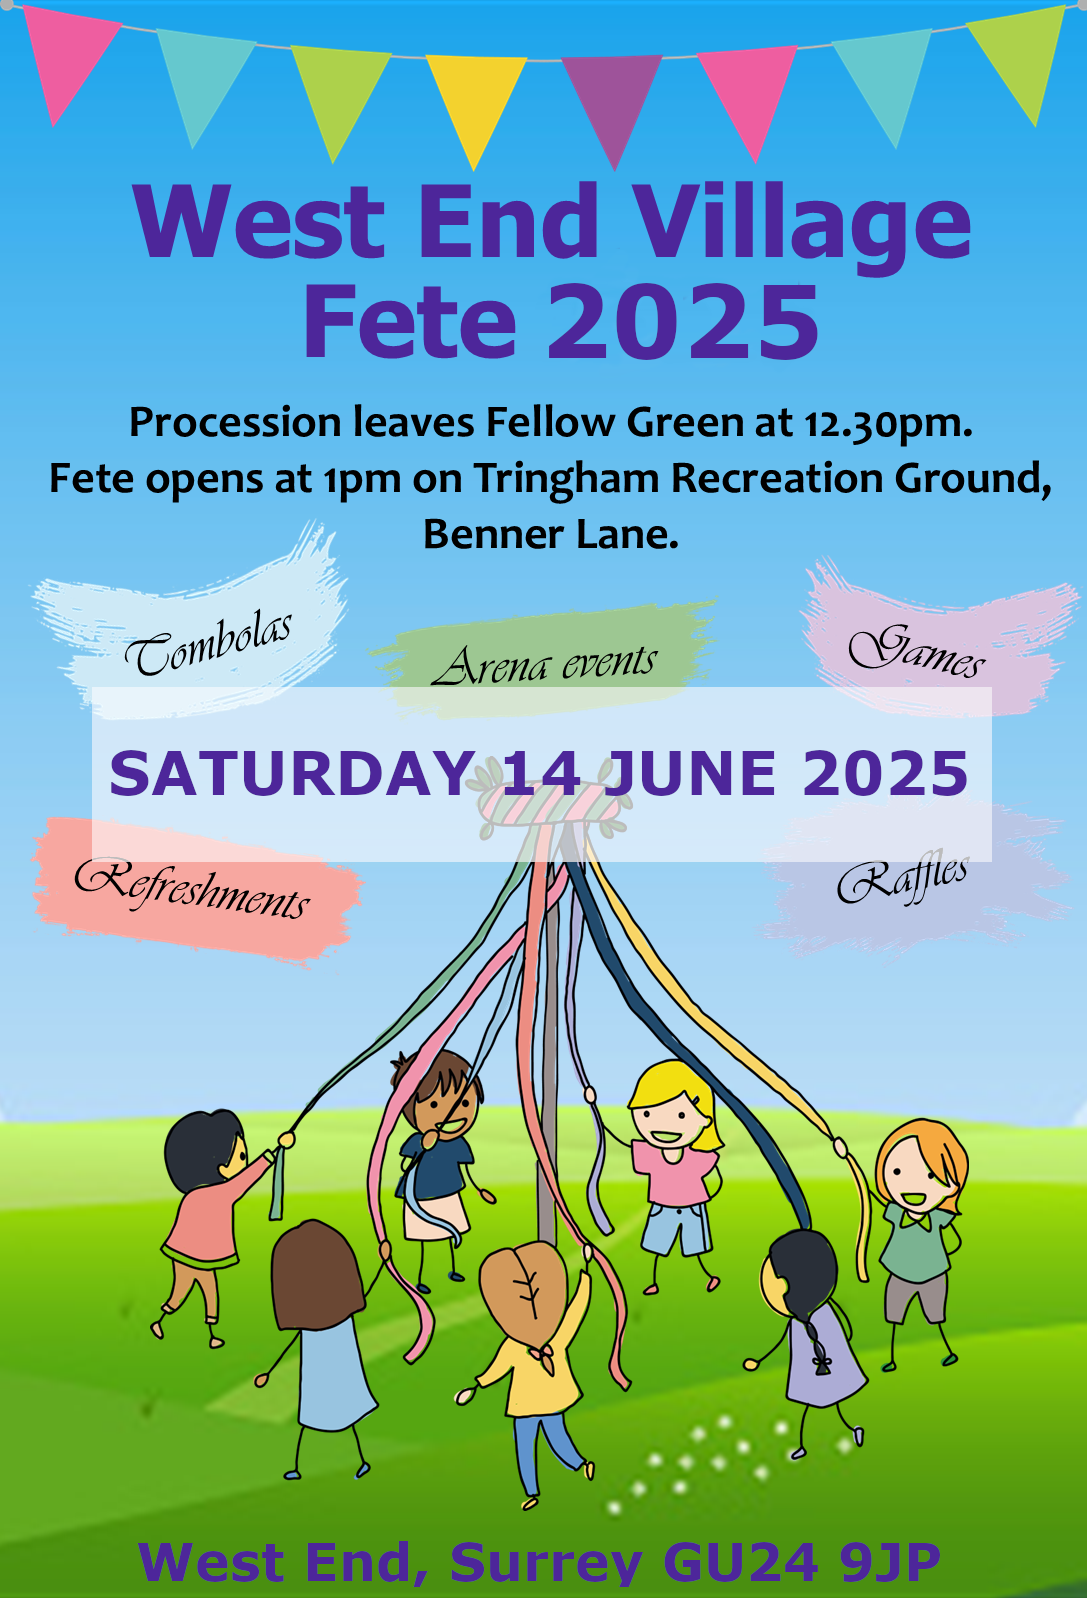 West End Village
Fete 2025
Procession leaves Fellow Green at 12.30pm.
Fete opens at 1pm on Tringham Recreation Ground,
Benner Lane.
Tombolas
Arena events
Games
SATURDAY 14 JUNE 2025
Refreshments
Raffles
West End, Surrey GU24 9JP